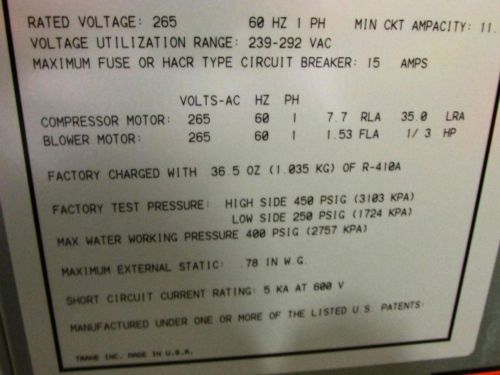 RATED VOLTAGE: 265 60 HZ 1 PH MIN CKT AMPACITY: 11.
VOLTAGE UTILIZATION RANGE: 239-292 VAC
MAXIMUM FUSE OR HACR TYPE CIRCUIT BREAKER: 15 AMPS
VOLTS-AC HZ PH
COMPRESSOR MOTOR: 265 60 1 7.7 RLA 35.0 LRA
BLOWER MOTOR: 265 60 1 1.53 FLA 1/3 HP
FACTORY CHARGED WITH 36.5 OZ (1.035 KG) OF R-410A
FACTORY TEST PRESSURE: HIGH SIDE 450 PSIG (3103 KPA)
LOW SIDE 250 PSIG (1724 KPA)
MAX WATER WORKING PRESSURE 400 PSIG (2757 KPA)
MAXIMUM EXTERNAL STATIC: .78 IN W.G.
SHORT CIRCUIT CURRENT RATING: 5 KA AT 600 V
MANUFACTURED UNDER ONE OR MORE OF THE LISTED U.S. PATENTS:
TRANE INC. MADE IN U.S.A.